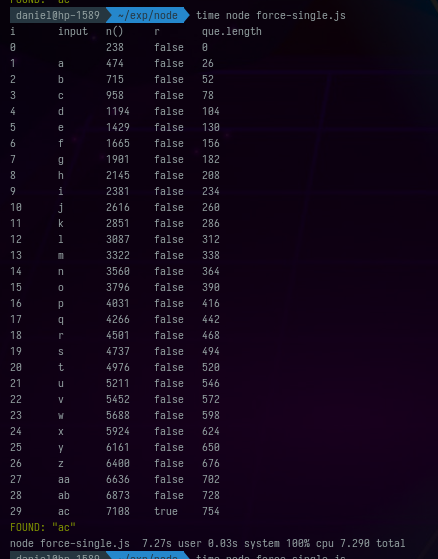 FOUND: "ac"
daniel@hp-1589 ~/exp/node time node force-single.js
i input n() r que.length
0 238 false 0
1 a 474 false 26
2 b 715 false 52
3 c 958 false 78
4 d 1194 false 104
5 e 1429 false 130
6 f 1665 false 156
7 g 1901 false 182
8 h 2145 false 208
9 i 2381 false 234
10 j 2616 false 260
11 k 2851 false 286
12 l 3087 false 312
13 m 3322 false 338
14 n 3560 false 364
15 o 3796 false 390
16 p 4031 false 416
17 q 4266 false 442
18 r 4501 false 468
19 s 4737 false 494
20 t 4976 false 520
21 u 5211 false 546
22 v 5452 false 572
23 w 5688 false 598
24 x 5924 false 624
25 y 6161 false 650
26 z 6400 false 676
27 aa 6636 false 702
28 ab 6873 false 728
29 ac 7108 true 754
FOUND: "ac"
node force-single.js 7.27s user 0.03s system 100% cpu 7.290 total
daniel@hp-1589 ~/exp/node time node force-single.js